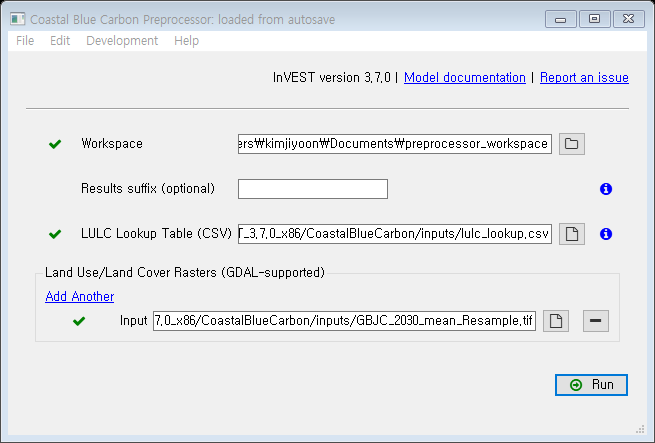 Coastal Blue Carbon Preprocessor: loaded from autosave
File Edit Development Help
InVEST version 3.7.0 | Model documentation | Report an issue
Workspace ers₩kimjiyoon₩Documents₩preprocessor_workspace
Results suffix (optional)
LULC Lookup Table (CSV) T_3.7.0_x86/CoastalBlueCarbon/inputs/lulc_lookup.csv
Land Use/Land Cover Rasters (GDAL-supported)
Add Another
Input 7.0_x86/CoastalBlueCarbon/inputs/GBJC_2030_mean_Resample.tif
Run